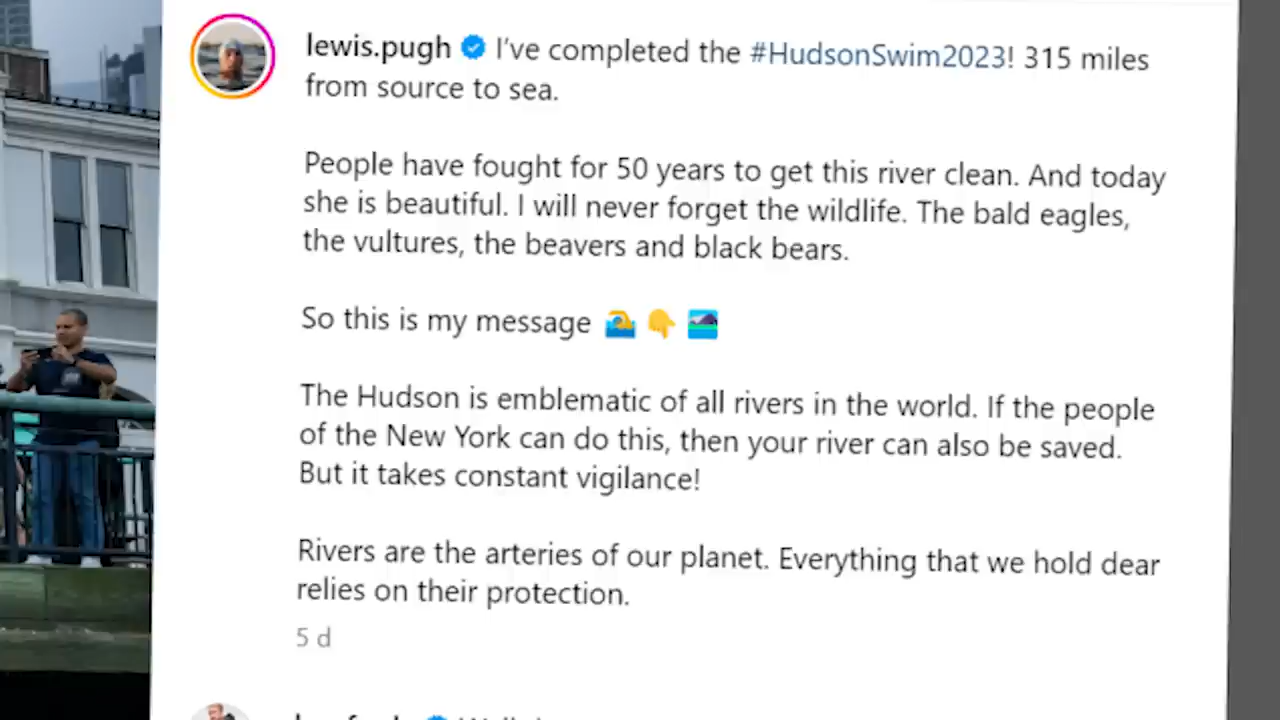 lewis.pugh I've completed the #HudsonSwim2023! 315 miles
from source to sea.
People have fought for 50 years to get this river clean. And today
she is beautiful. I will never forget the wildlife. The bald eagles,
the vultures, the beavers and black bears.
So this is my message 🏊👇🏞
The Hudson is emblematic of all rivers in the world. If the people
of the New York can do this, then your river can also be saved.
But it takes constant vigilance!
Rivers are the arteries of our planet. Everything that we hold dear
relies on their protection.
5 d